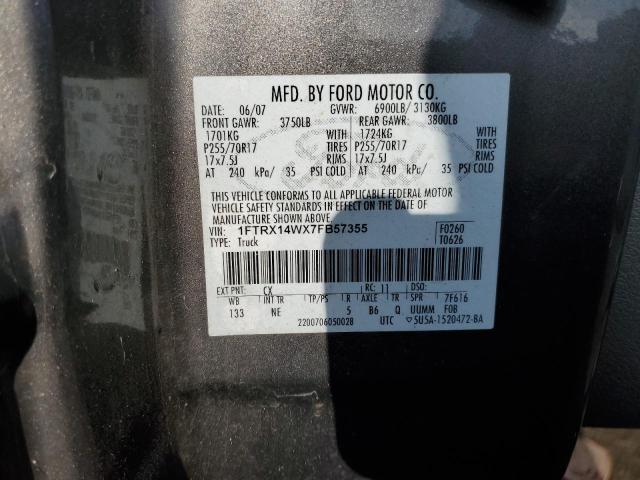 MFD. BY FORD MOTOR CO.
DATE: 06/07 GVWR: 6900LB/ 3130KG
FRONT GAWR: 3750LB REAR GAWR: 3800LB
1701KG WITH 1724KG WITH
P255/70R17 TIRES P255/70R17 TIRES
17x7.5J RIMS 17x7.5J RIMS
AT 240 kPa/ 35 PSI COLD AT 240 kPa/ 35 PSI COLD
THIS VEHICLE CONFORMS TO ALL APPLICABLE FEDERAL MOTOR
VEHICLE SAFETY STANDARDS IN EFFECT ON THE DATE OF
MANUFACTURE SHOWN ABOVE.
VIN: 1FTRX14WX7FB57355 F0260
TYPE: Truck T0626
EXT PNT: CX RC: 11 DSO:
WB INT TR TP/PS R AXLE TR SPR 7F616
133 NE 5 B6 Q UUMM FOB
2200706050028 UTC ▽5U5A-1520472-BA